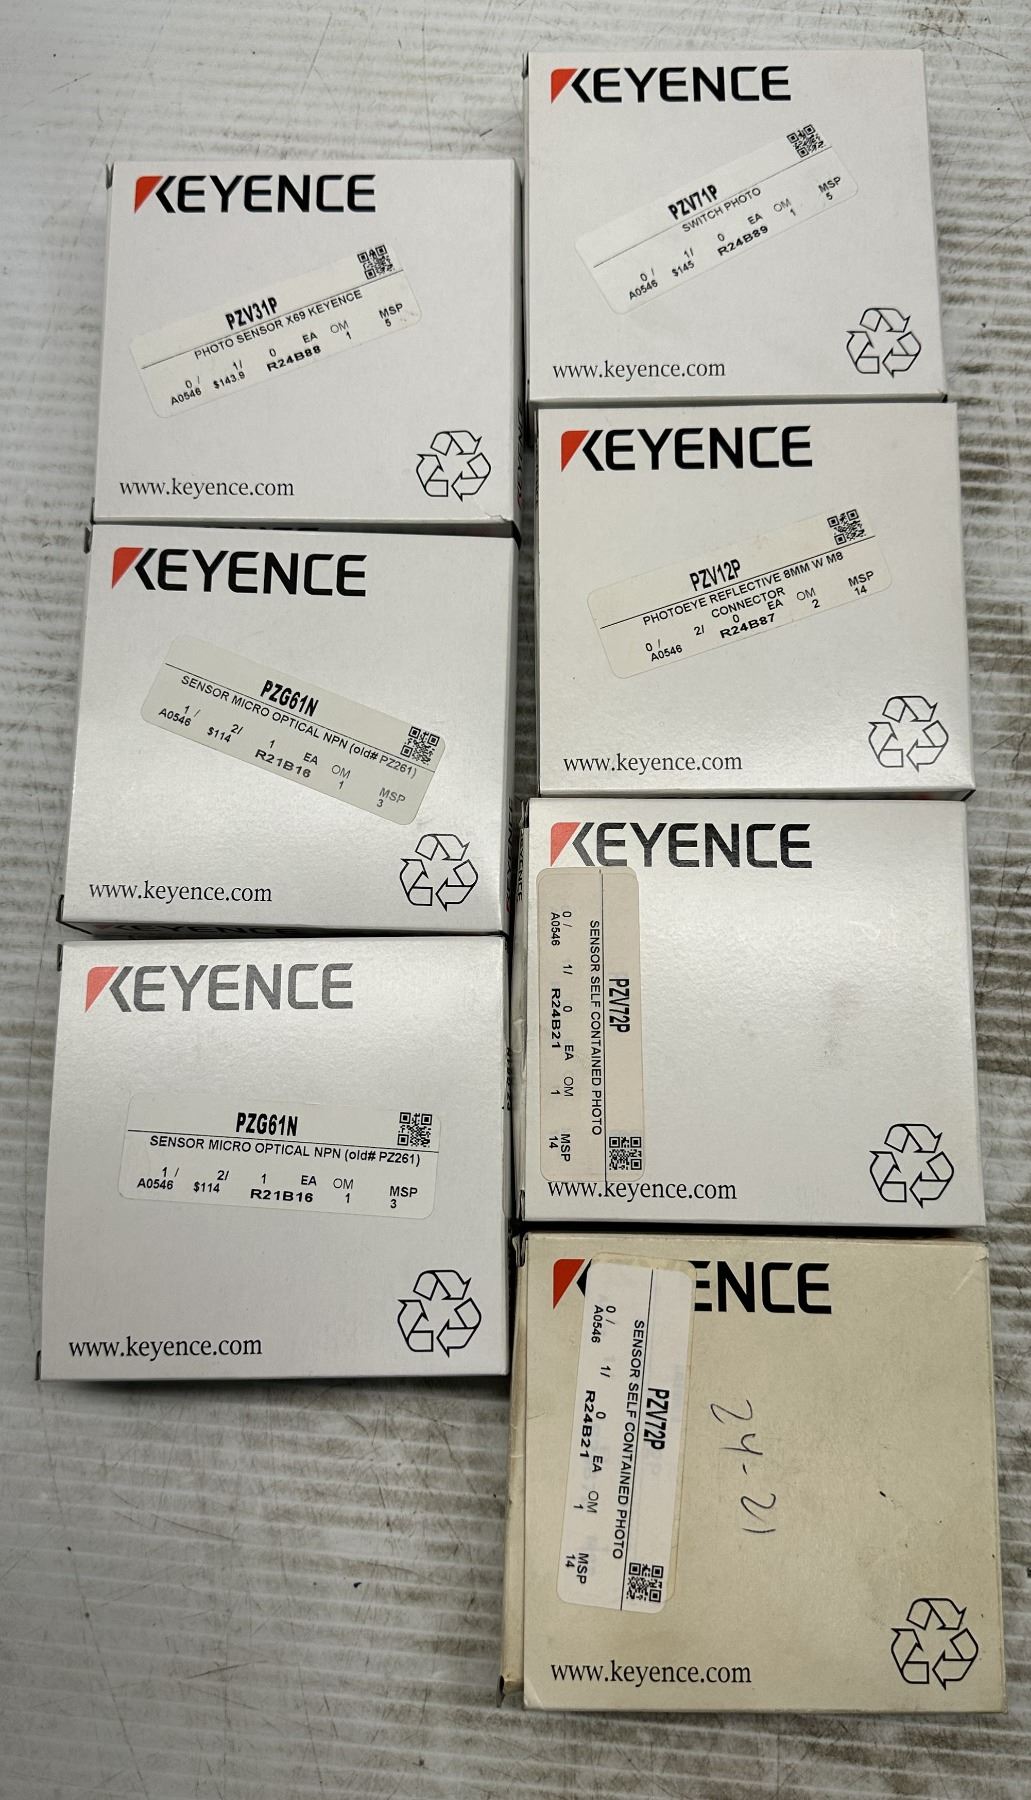 KEYENCE
PZV31P
PHOTO SENSOR X69 KEYENCE
0 / 1/ 0 EA OM MSP
A0546 $143.9 R24B88 1 5
www.keyence.com
KEYENCE
PZG61N
SENSOR MICRO OPTICAL NPN (old# PZ261)
1 / 2/ 1 EA OM MSP
A0546 $114 R21B16 1 3
www.keyence.com
KEYENCE
PZG61N
SENSOR MICRO OPTICAL NPN (old# PZ261)
1 / 2/ 1 EA OM MSP
A0546 $114 R21B16 1 3
www.keyence.com
KEYENCE
PZV71P
SWITCH PHOTO
0 / 1/ 0 EA OM MSP
A0546 $145 R24B89 1 5
www.keyence.com
KEYENCE
PZV12P
PHOTOEYE REFLECTIVE 8MM W M8
CONNECTOR
0 / 2/ 0 EA OM MSP
A0546 R24B87 2 14
www.keyence.com
KEYENCE
PZV72P
SENSOR SELF CONTAINED PHOTO
0 / 1/ 0 EA OM MSP
A0546 R24B21 1 14
www.keyence.com
ENCE
PZV72P
SENSOR SELF CONTAINED PHOTO
0 / 1/ 0 EA OM MSP
A0546 R24B21 1 14
24-21
www.keyence.com